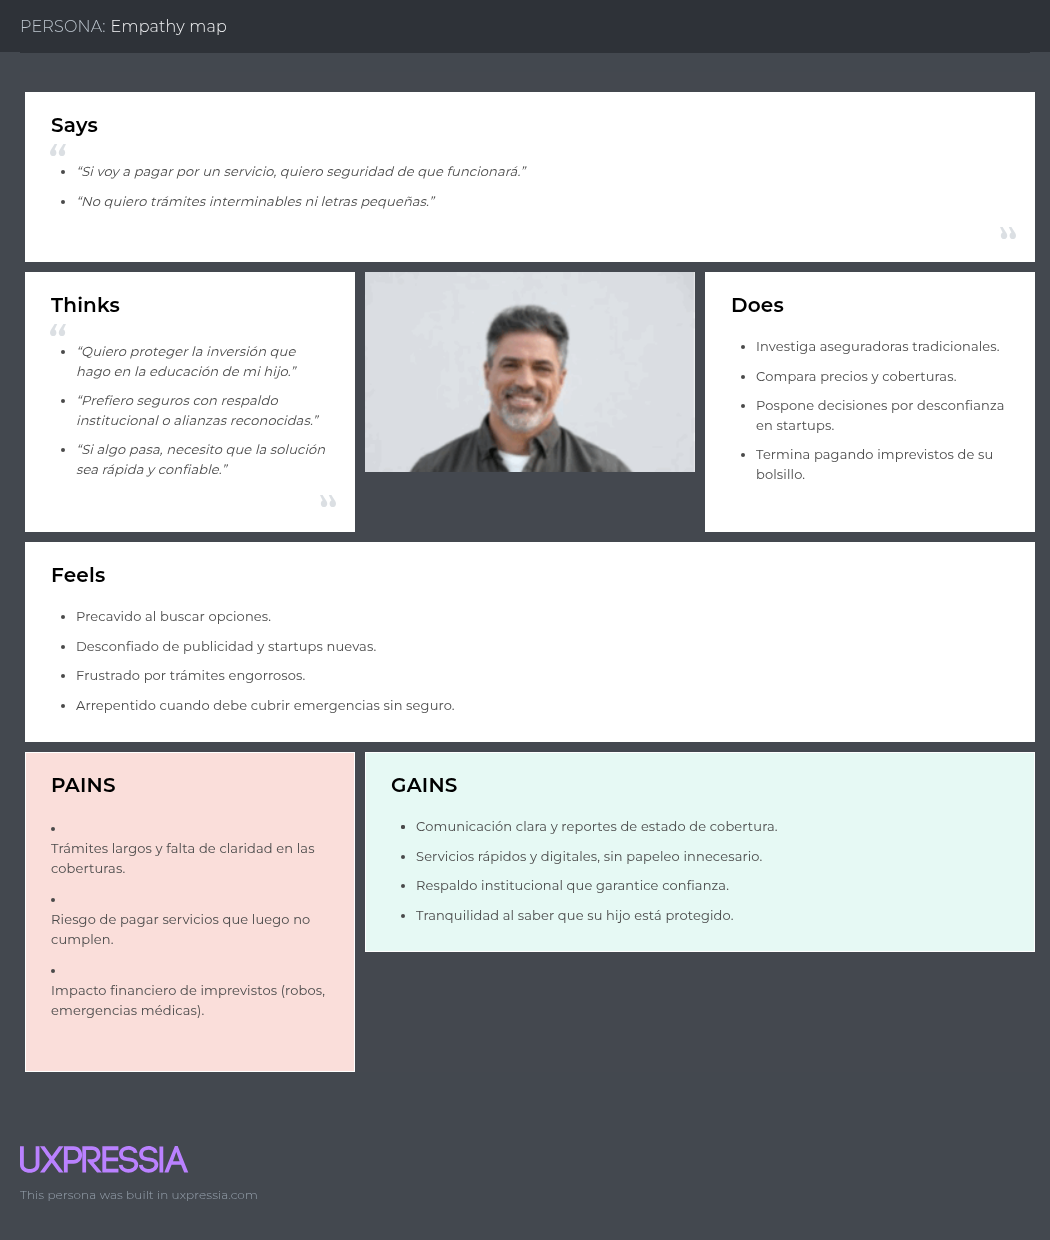 PERSONA: Empathy map
Says
“
• “Si voy a pagar por un servicio, quiero seguridad de que funcionará.”
• “No quiero trámites interminables ni letras pequeñas.”
”
Thinks
“
• “Quiero proteger la inversión que
hago en la educación de mi hijo.”
• “Prefiero seguros con respaldo
institucional o alianzas reconocidas.”
• “Si algo pasa, necesito que la solución
sea rápida y confiable.”
”
Does
• Investiga aseguradoras tradicionales.
• Compara precios y coberturas.
• Pospone decisiones por desconfianza
en startups.
• Termina pagando imprevistos de su
bolsillo.
Feels
• Precavido al buscar opciones.
• Desconfiado de publicidad y startups nuevas.
• Frustrado por trámites engorrosos.
• Arrepentido cuando debe cubrir emergencias sin seguro.
PAINS
•
Trámites largos y falta de claridad en las
coberturas.
•
Riesgo de pagar servicios que luego no
cumplen.
•
Impacto financiero de imprevistos (robos,
emergencias médicas).
GAINS
• Comunicación clara y reportes de estado de cobertura.
• Servicios rápidos y digitales, sin papeleo innecesario.
• Respaldo institucional que garantice confianza.
• Tranquilidad al saber que su hijo está protegido.
UXPRESSIA
This persona was built in uxpressia.com